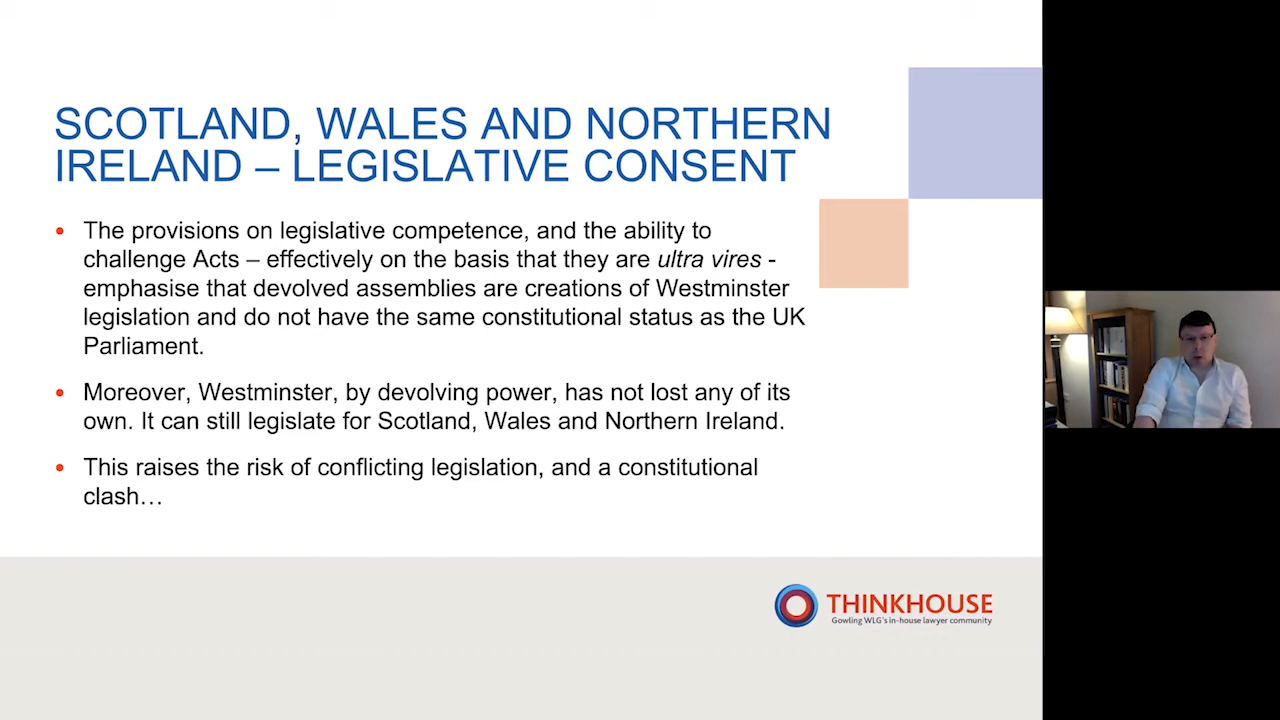 SCOTLAND, WALES AND NORTHERN
IRELAND – LEGISLATIVE CONSENT
• The provisions on legislative competence, and the ability to
challenge Acts – effectively on the basis that they are ultra vires -
emphasise that devolved assemblies are creations of Westminster
legislation and do not have the same constitutional status as the UK
Parliament.
• Moreover, Westminster, by devolving power, has not lost any of its
own. It can still legislate for Scotland, Wales and Northern Ireland.
• This raises the risk of conflicting legislation, and a constitutional
clash…
THINKHOUSE
Gowling WLG's in-house lawyer community